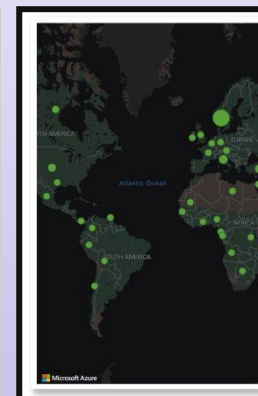 TH AMERICA
EUROPE
Atlantic Ocean
AFRICA
SOUTH AMERICA
Microsoft Azure